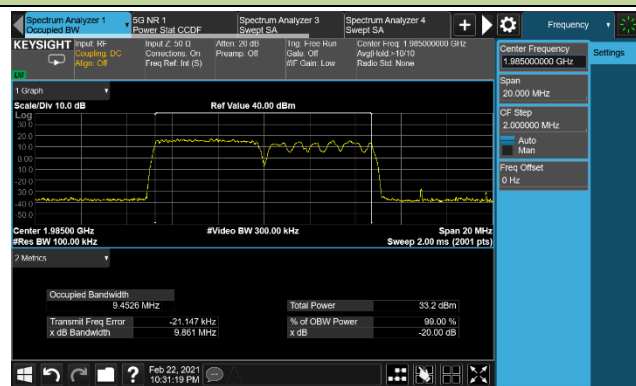 Spectrum Analyzer 1
Occupied BW
5G NR 1
Power Stat CCDF
Spectrum Analyzer 3
Swept SA
Spectrum Analyzer 4
Swept SA
Frequency
KEYSIGHT
Input: RF
Coupling: DC
Align: Off
Input Z: 50 Ω
Corrections: On
Freq Ref: Int (S)
Atten: 20 dB
Preamp: Off
Trig: Free Run
Gate: Off
#IF Gain: Low
Center Freq: 1.985000000 GHz
Avg|Hold:>10/10
Radio Std: None
Center Frequency
1.985000000 GHz
Settings
Span
20.000 MHz
CF Step
2.000000 MHz
Auto
Man
Freq Offset
0 Hz
1 Graph
Scale/Div 10.0 dB
Ref Value 40.00 dBm
Log
30.0
20.0
10.0
0.00
-10.0
-20.0
-30.0
-40.0
-50.0
Center 1.98500 GHz
#Video BW 300.00 kHz
Span 20 MHz
#Res BW 100.00 kHz
Sweep 2.00 ms (2001 pts)
2 Metrics
Occupied Bandwidth
9.4526 MHz
Total Power
33.2 dBm
Transmit Freq Error
-21.147 kHz
% of OBW Power
99.00 %
x dB Bandwidth
9.861 MHz
x dB
-20.00 dB
Feb 22, 2021
10:31:19 PM